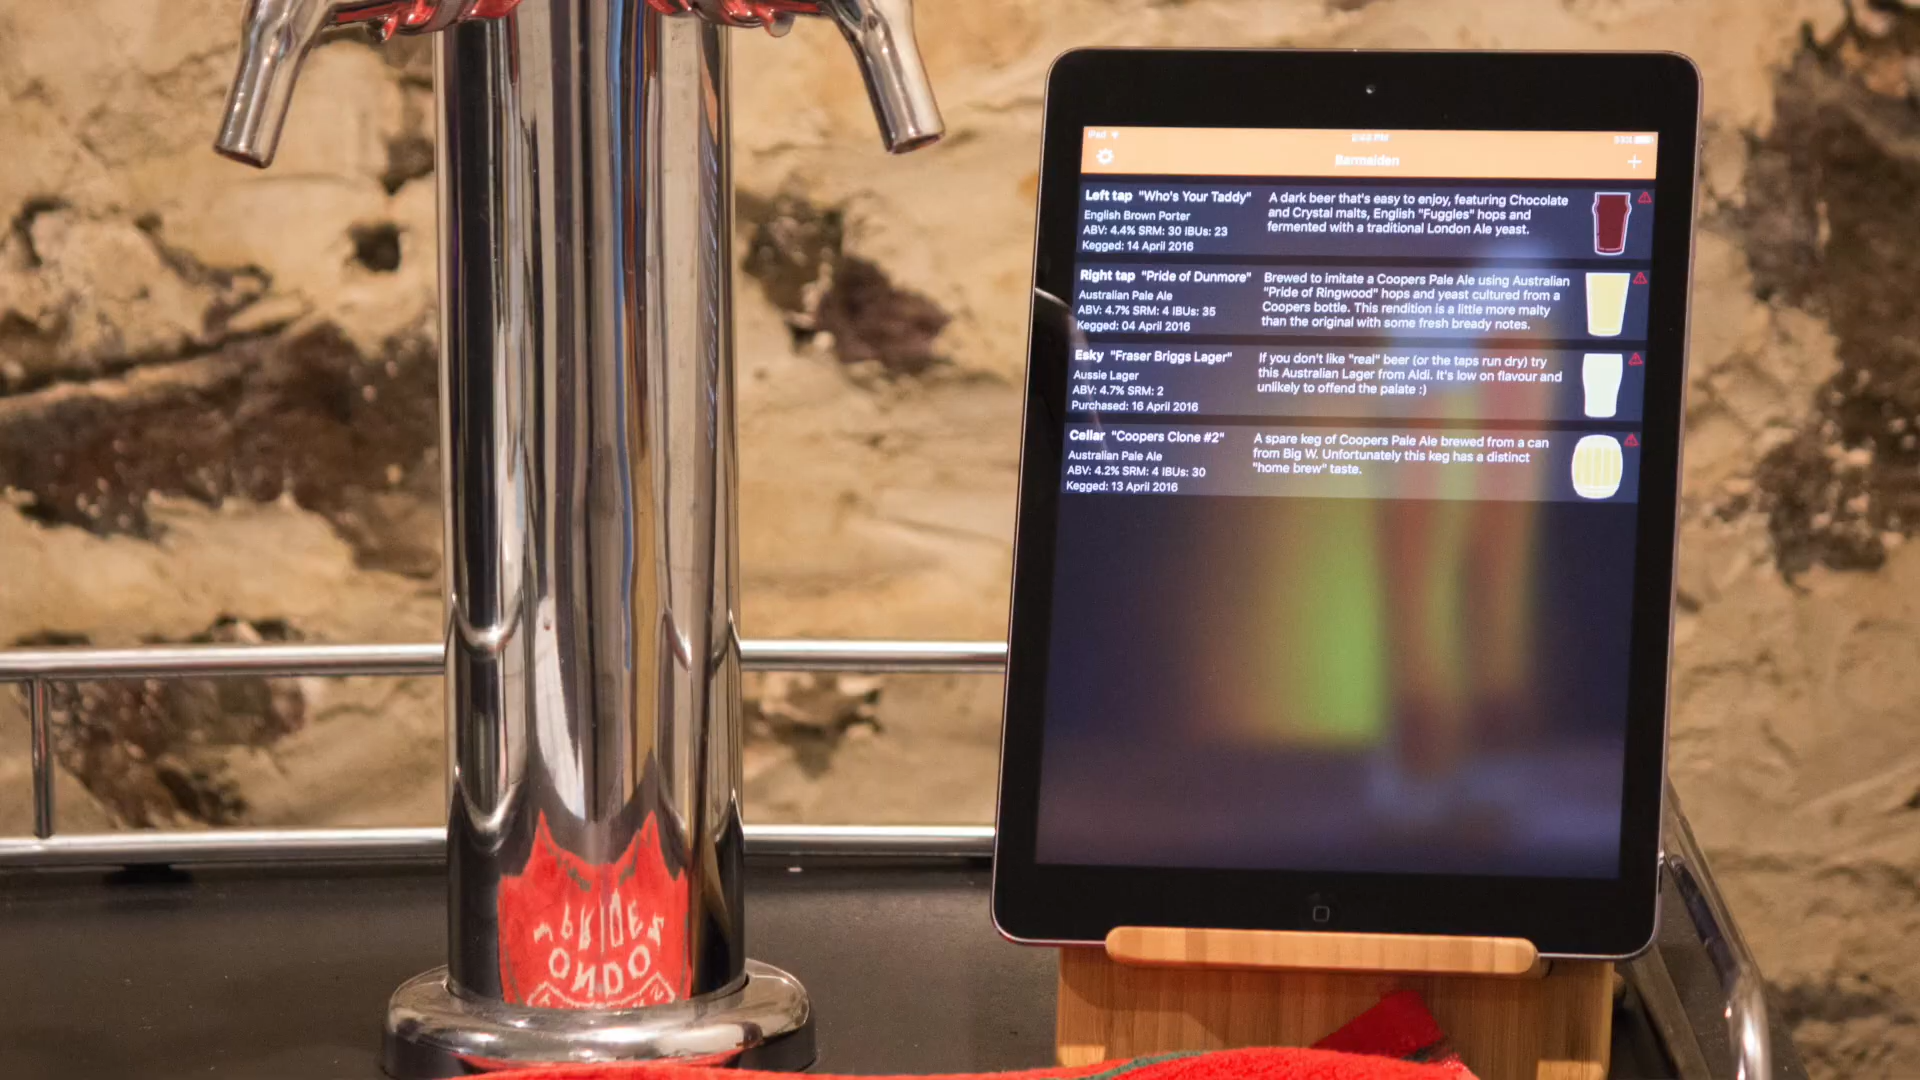 iPad
Barmaiden
Left tap "Who's Your Taddy"
English Brown Porter
ABV: 4.4% SRM: 30 IBUs: 23
Kegged: 14 April 2016
A dark beer that's easy to enjoy, featuring Chocolate
and Crystal malts, English "Fuggles" hops and
fermented with a traditional London Ale yeast.
Right tap "Pride of Dunmore"
Australian Pale Ale
ABV: 4.7% SRM: 4 IBUs: 35
Kegged: 04 April 2016
Brewed to imitate a Coopers Pale Ale using Australian
"Pride of Ringwood" hops and yeast cultured from a
Coopers bottle. This rendition is a little more malty
than the original with some fresh bready notes.
Esky "Fraser Briggs Lager"
Aussie Lager
ABV: 4.7% SRM: 2
Purchased: 16 April 2016
If you don't like "real" beer (or the taps run dry) try
this Australian Lager from Aldi. It's low on flavour and
unlikely to offend the palate :)
Cellar "Coopers Clone #2"
Australian Pale Ale
ABV: 4.2% SRM: 4 IBUs: 30
Kegged: 13 April 2016
A spare keg of Coopers Pale Ale brewed from a can
from Big W. Unfortunately this keg has a distinct
"home brew" taste.